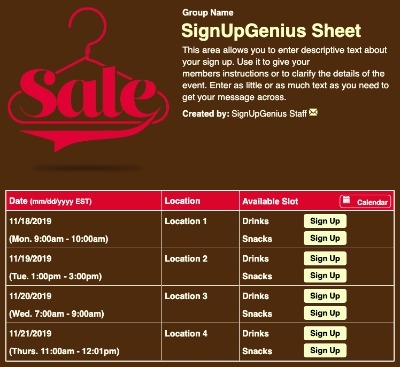 Sale
Group Name
SignUpGenius Sheet
This area allows you to enter descriptive text about
your sign up. Use it to give your
members instructions or to clarify the details of the
event. Enter as little or as much text as you need to
get your message across.
Created by: SignUpGenius Staff
Date (mm/dd/yyyy EST) Location Available Slot Calendar
11/18/2019 Location 1 Drinks Sign Up
(Mon. 9:00am - 10:00am) Snacks Sign Up
11/19/2019 Location 2 Drinks Sign Up
(Tue. 1:00pm - 3:00pm) Snacks Sign Up
11/20/2019 Location 3 Drinks Sign Up
(Wed. 7:00am - 9:00am) Snacks Sign Up
11/21/2019 Location 4 Drinks Sign Up
(Thurs. 11:00am - 12:01pm) Snacks Sign Up